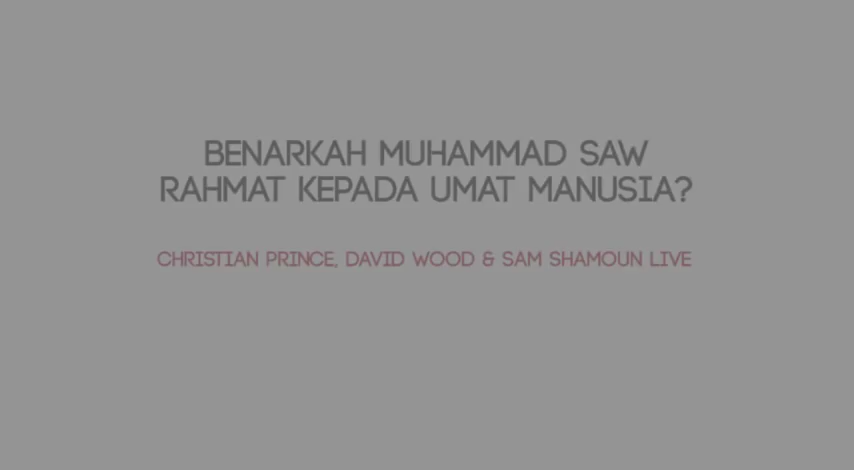 BENARKAH MUHAMMAD SAW
RAHMAT KEPADA UMAT MANUSIA?
CHRISTIAN PRINCE, DAVID WOOD & SAM SHAMOUN LIVE